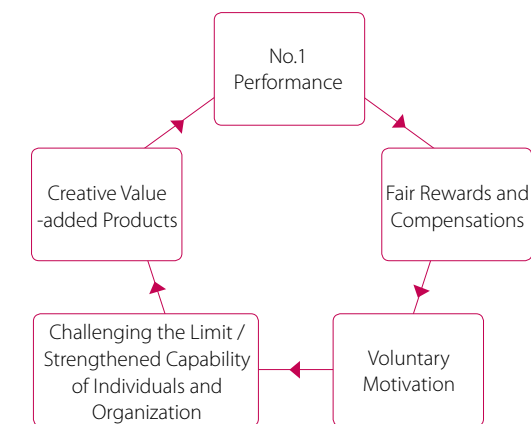 No.1
Performance
Fair Rewards and
Compensations
Voluntary
Motivation
Challenging the Limit /
Strengthened Capability
of Individuals and
Organization
Creative Value
-added Products